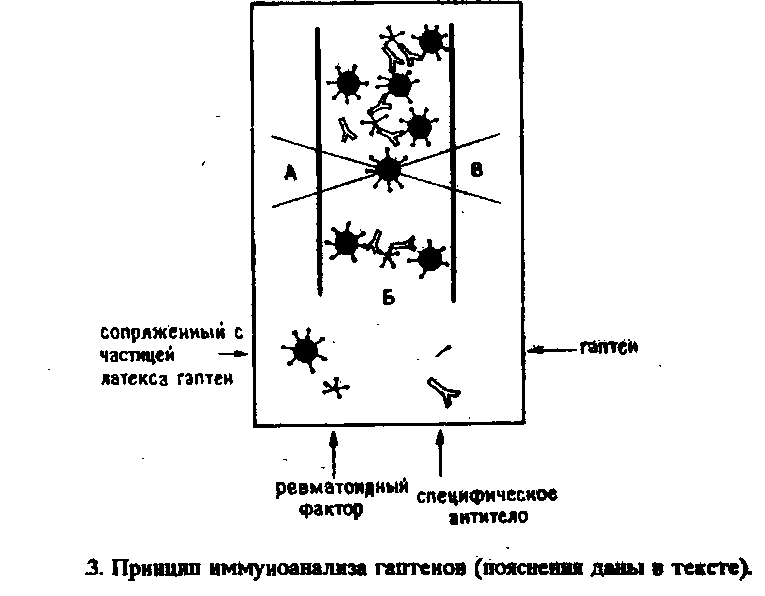 А
В
Б
сопряженный с
частицей
латекса гаптен
гаптен
ревматоидный
фактор
специфическое
антитело
3. Принцип иммуноанализа гаптенов (пояснения даны в тексте).